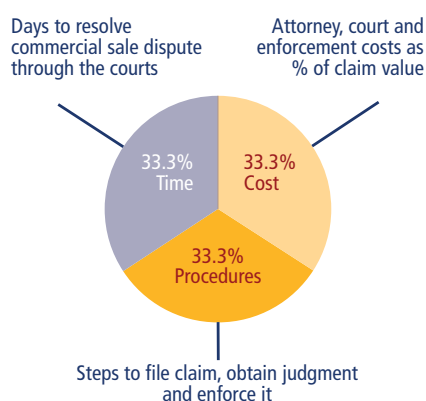 Days to resolve
commercial sale dispute
through the courts
Attorney, court and
enforcement costs as
% of claim value
33.3%
Time
33.3%
Cost
33.3%
Procedures
Steps to file claim, obtain judgment
and enforce it